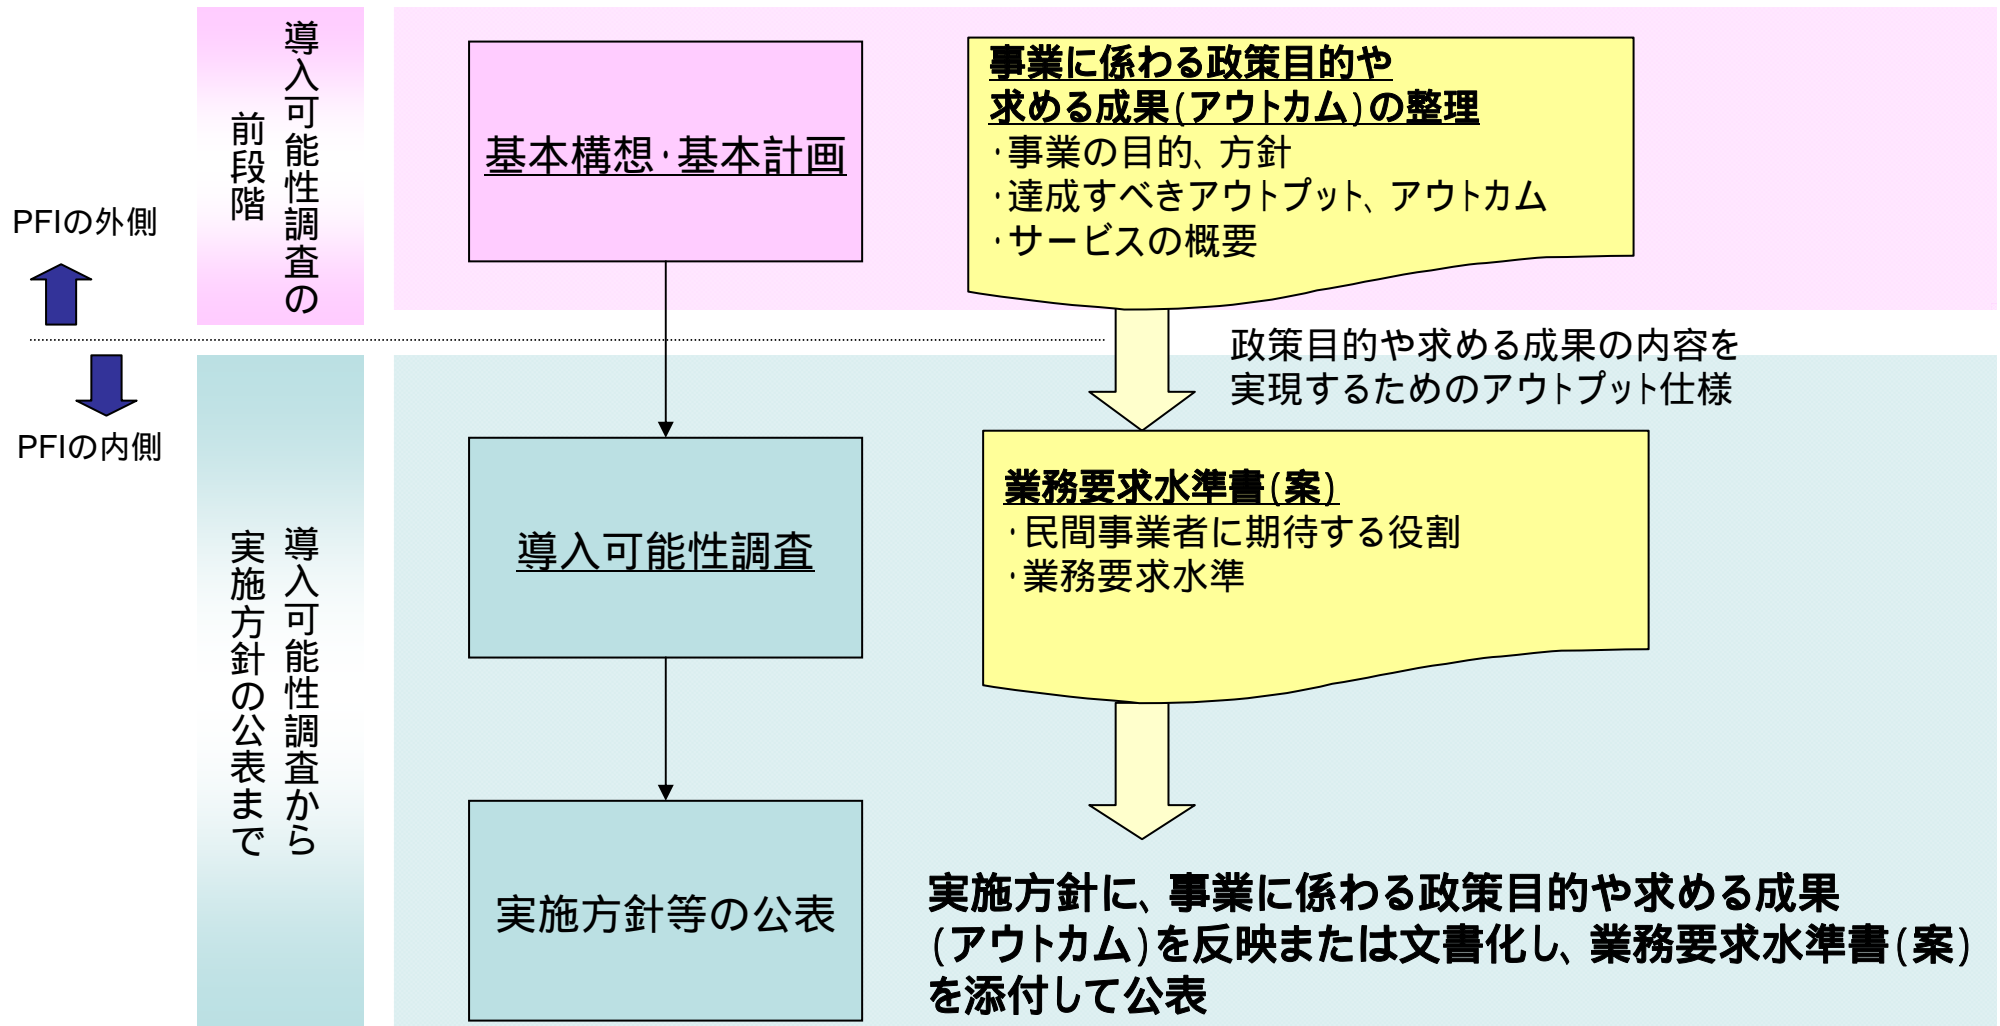 導入可能性調査の
前段階
基本構想・基本計画
事業に係わる政策目的や
求める成果(アウトカム)の整理
・事業の目的、方針
・達成すべきアウトプット、アウトカム
・サービスの概要
PFIの外側
PFIの内側
政策目的や求める成果の内容を
実現するためのアウトプット仕様
導入可能性調査から
実施方針の公表まで
導入可能性調査
業務要求水準書(案)
・民間事業者に期待する役割
・業務要求水準
実施方針等の公表
実施方針に、事業に係わる政策目的や求める成果
(アウトカム)を反映または文書化し、業務要求水準書(案)
を添付して公表